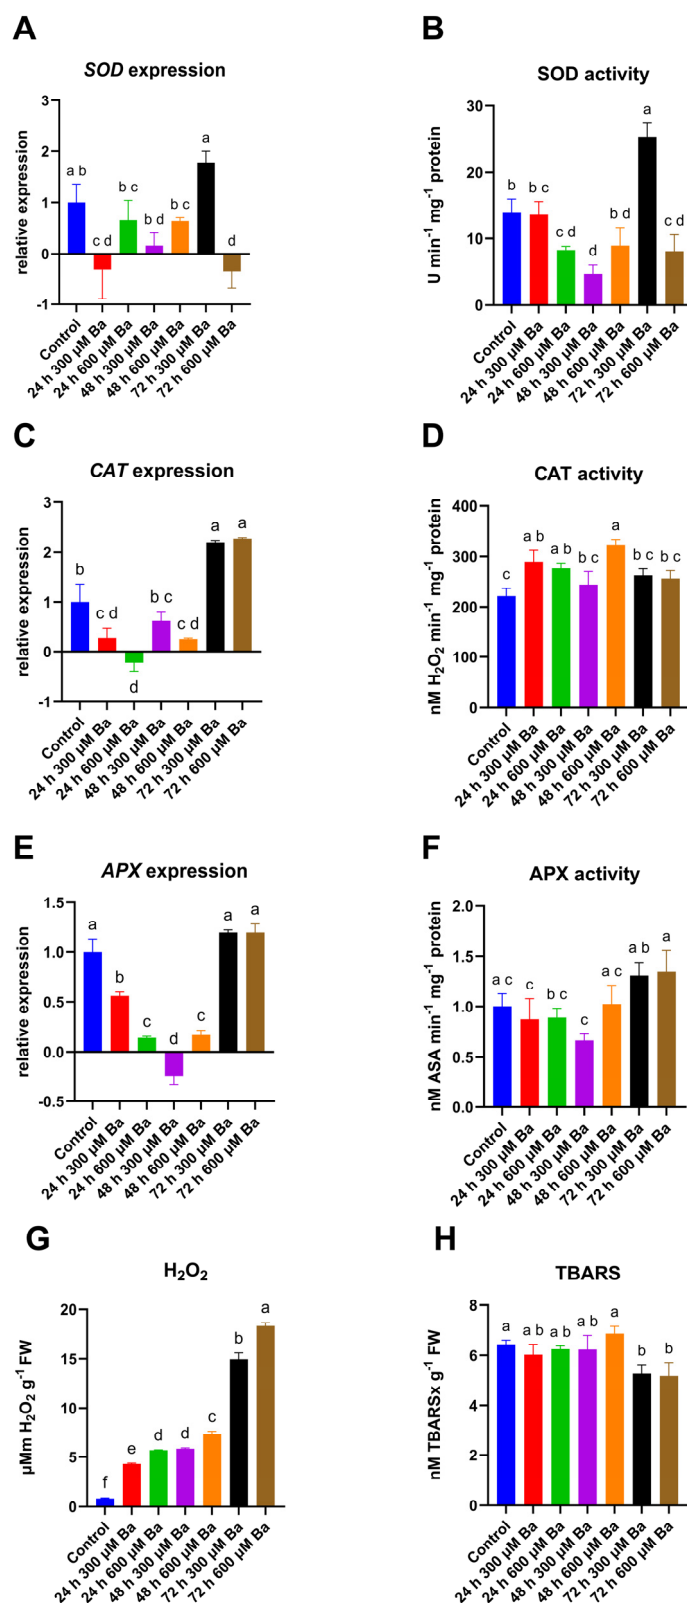 A
SOD expression
relative expression
3
2
1
0
-1
a b
c d
b c
b d
b c
a
d
Control
24 h 300 µM Ba
24 h 600 µM Ba
48 h 300 µM Ba
48 h 600 µM Ba
72 h 300 µM Ba
72 h 600 µM Ba
B
SOD activity
U min⁻¹ mg⁻¹ protein
30
20
10
0
b
b c
c d
d
b d
a
c d
Control
24 h 300 µM Ba
24 h 600 µM Ba
48 h 300 µM Ba
48 h 600 µM Ba
72 h 300 µM Ba
72 h 600 µM Ba
C
CAT expression
relative expression
3
2
1
0
-1
b
c d
d
b c
c d
a
a
Control
24 h 300 µM Ba
24 h 600 µM Ba
48 h 300 µM Ba
48 h 600 µM Ba
72 h 300 µM Ba
72 h 600 µM Ba
D
CAT activity
nM H₂O₂ min⁻¹ mg⁻¹ protein
400
300
200
100
0
c
a b
a b
b c
a
b c
b c
Control
24 h 300 µM Ba
24 h 600 µM Ba
48 h 300 µM Ba
48 h 600 µM Ba
72 h 300 µM Ba
72 h 600 µM Ba
E
APX expression
relative expression
1.5
1.0
0.5
0.0
-0.5
a
b
c
d
c
a
a
Control
24 h 300 µM Ba
24 h 600 µM Ba
48 h 300 µM Ba
48 h 600 µM Ba
72 h 300 µM Ba
72 h 600 µM Ba
F
APX activity
nM ASA min⁻¹ mg⁻¹ protein
2.0
1.5
1.0
0.5
0.0
a c
c
b c
c
a c
a b
a
Control
24 h 300 µM Ba
24 h 600 µM Ba
48 h 300 µM Ba
48 h 600 µM Ba
72 h 300 µM Ba
72 h 600 µM Ba
G
H₂O₂
µMm H₂O₂ g⁻¹ FW
20
15
10
5
0
f
e
d
d
c
b
a
Control
24 h 300 µM Ba
24 h 600 µM Ba
48 h 300 µM Ba
48 h 600 µM Ba
72 h 300 µM Ba
72 h 600 µM Ba
H
TBARS
nM TBARSx g⁻¹ FW
8
6
4
2
0
a
a b
a b
a b
a
b
b
Control
24 h 300 µM Ba
24 h 600 µM Ba
48 h 300 µM Ba
48 h 600 µM Ba
72 h 300 µM Ba
72 h 600 µM Ba